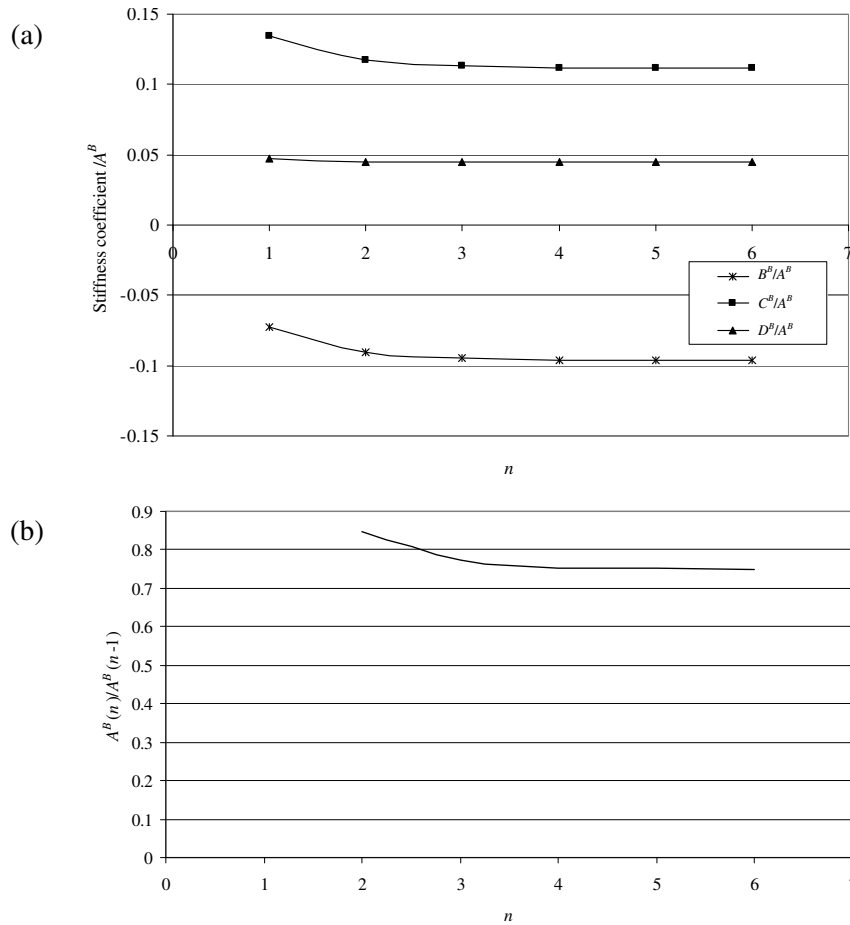 (a)
Stiffness coefficient /A^B
0.15
0.1
0.05
0
-0.05
-0.1
-0.15
0 1 2 3 4 5 6 7
B^B/A^B
C^B/A^B
D^B/A^B
n
(b)
A^B(n)/A^B(n-1)
0.9
0.8
0.7
0.6
0.5
0.4
0.3
0.2
0.1
0
0 1 2 3 4 5 6 7
n